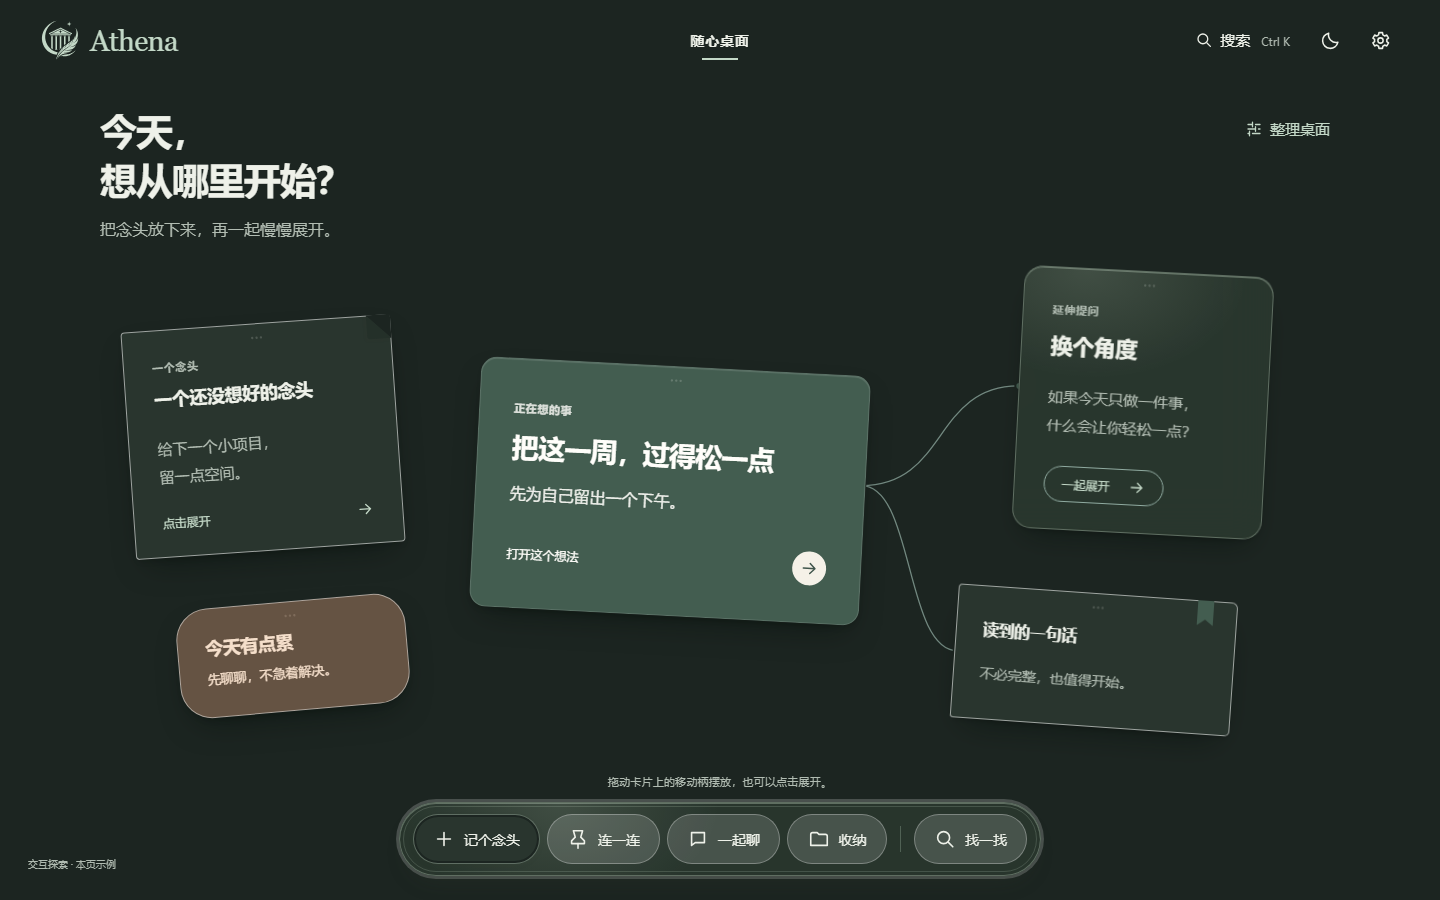 Athena
随心桌面
搜索 Ctrl K
今天，
想从哪里开始？
把念头放下来，再一起慢慢展开。
整理桌面
一个念头
一个还没想好的念头
给下一个小项目，
留一点空间。
点击展开
正在想的事
把这一周，过得松一点
先为自己留出一个下午。
打开这个想法
延伸提问
换个角度
如果今天只做一件事，
什么会让你轻松一点？
一起展开
今天有点累
先聊聊，不急着解决。
读到的一句话
不必完整，也值得开始。
拖动卡片上的移动柄摆放，也可以点击展开。
记个念头
连一连
一起聊
收纳
找一找
交互探索 · 本页示例